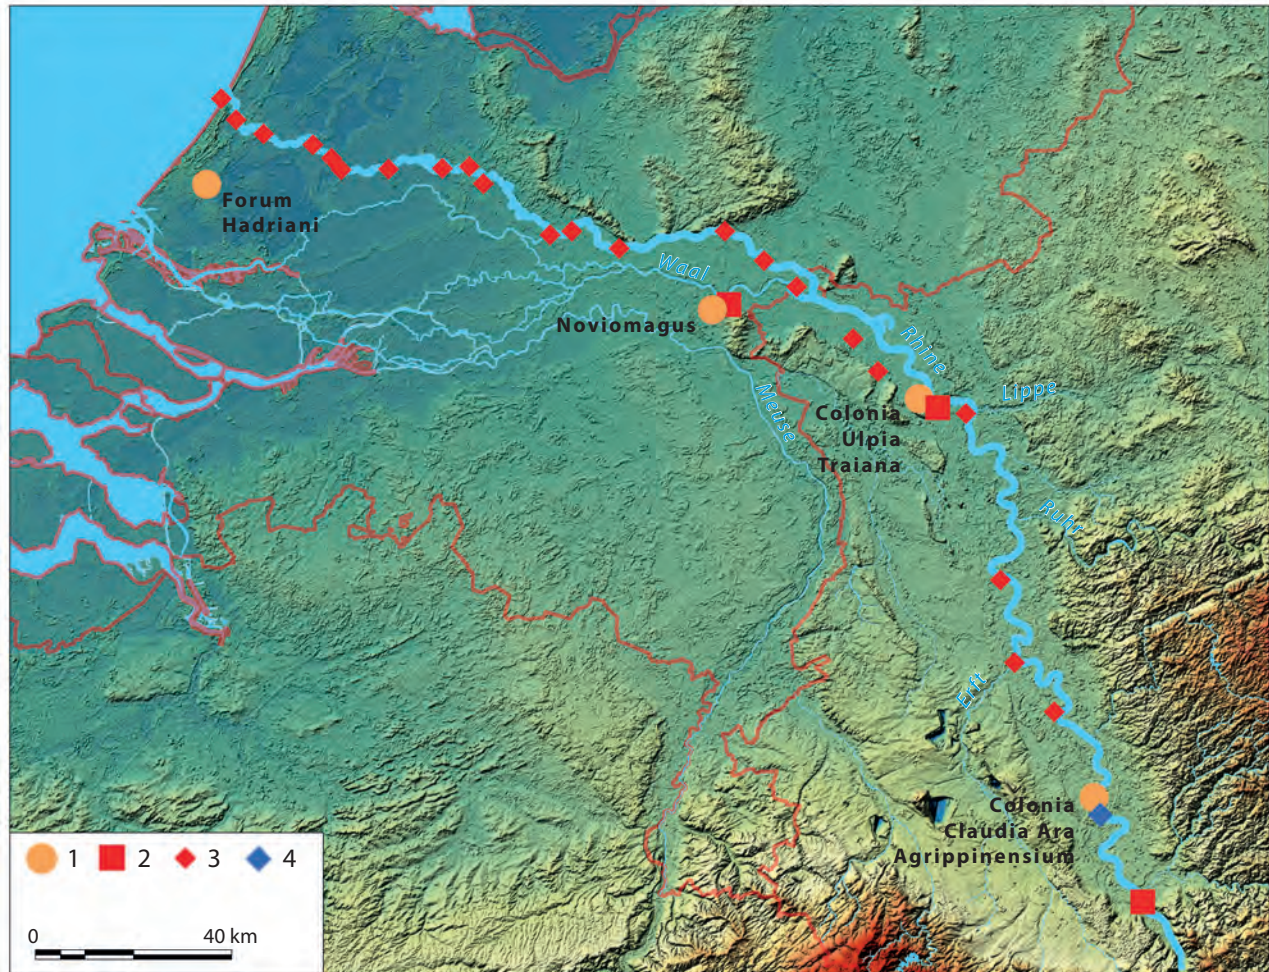 Forum
Hadriani
Waal
Noviomagus
Rhine
Meuse
Lippe
Colonia
Ulpia
Traiana
Ruhr
Erft
Colonia
Claudia Ara
Agrippinensium
1 2 3 4
0 40 km